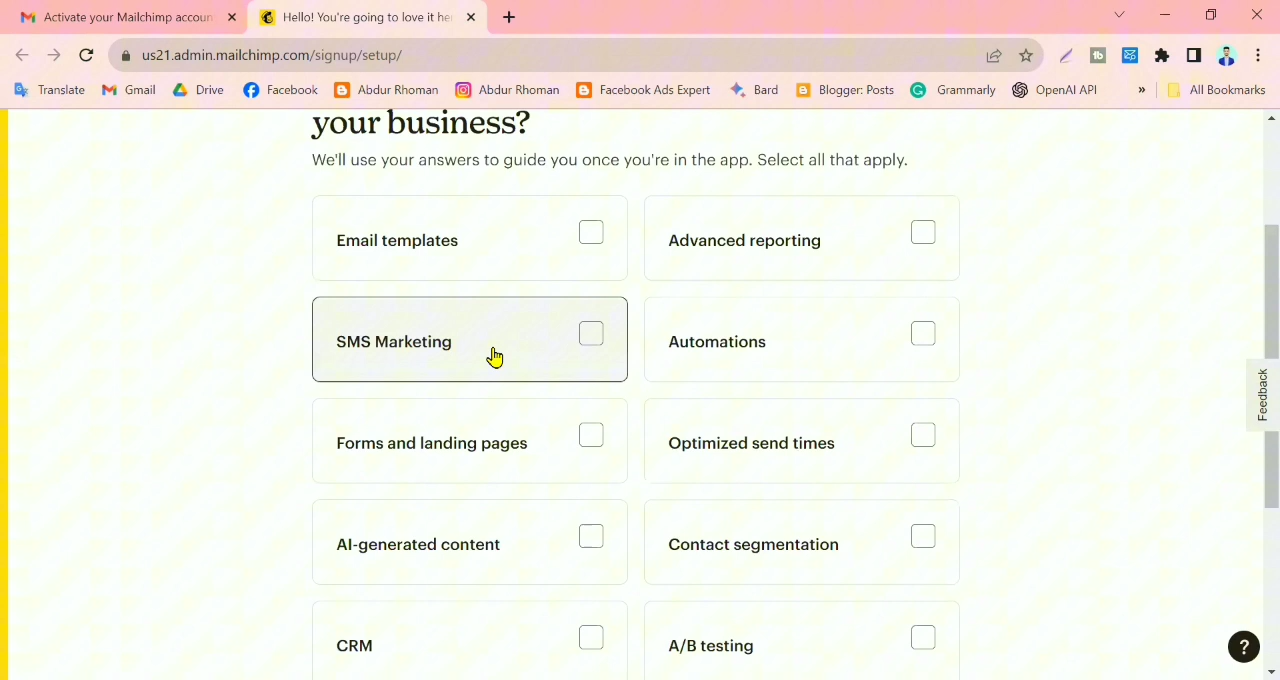 Activate your Mailchimp accoun
Hello! You're going to love it he
us21.admin.mailchimp.com/signup/setup/
Translate
Gmail
Drive
Facebook
Abdur Rhoman
Abdur Rhoman
Facebook Ads Expert
Bard
Blogger: Posts
Grammarly
OpenAI API
»
All Bookmarks
your business?
We'll use your answers to guide you once you're in the app. Select all that apply.
Email templates
Advanced reporting
SMS Marketing
Automations
Forms and landing pages
Optimized send times
AI-generated content
Contact segmentation
CRM
A/B testing
Feedback
?